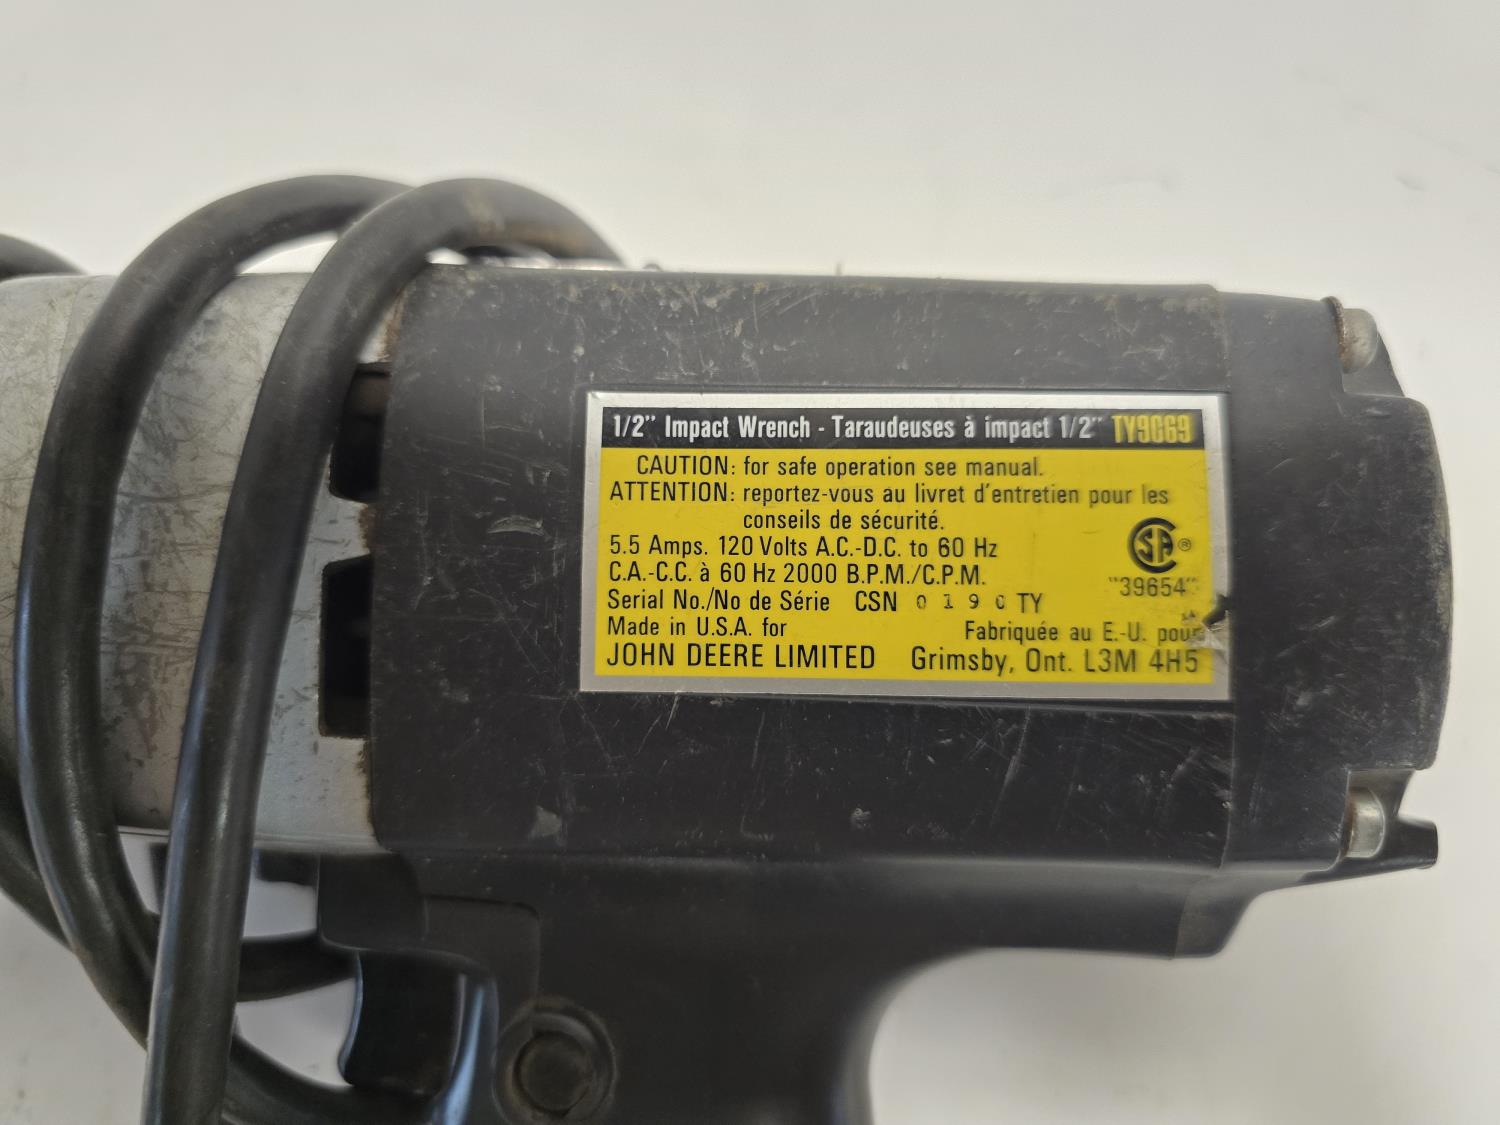 1/2" Impact Wrench - Taraudeuses à impact 1/2" TY9069
CAUTION: for safe operation see manual.
ATTENTION: reportez-vous au livret d'entretien pour les
conseils de sécurité.
5.5 Amps. 120 Volts A.C.-D.C. to 60 Hz
C.A.-C.C. à 60 Hz 2000 B.P.M./C.P.M.
SA ®
"39654"
Serial No./No de Série CSN 0190 TY
Made in U.S.A. for Fabriquée au E.-U. pour
JOHN DEERE LIMITED Grimsby, Ont. L3M 4H5